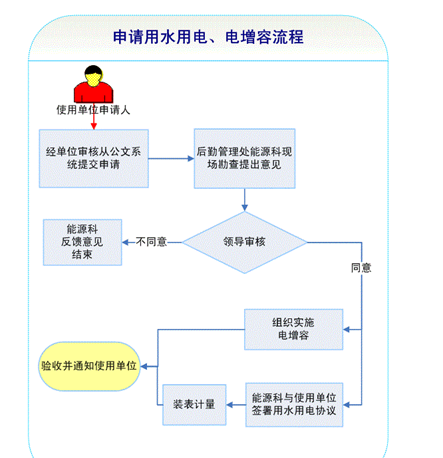 申请用水用电、电增容流程
使用单位申请人
经单位审核从公文系
统提交申请
后勤管理处能源科现
场勘查提出意见
能源科
反馈意见
结束
不同意
领导审核
同意
组织实施
电增容
验收并通知使用单位
装表计量
能源科与使用单位
签署用水用电协议